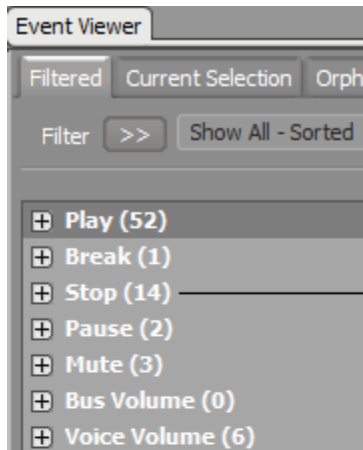 Event Viewer
Filtered Current Selection Orph
Filter >> Show All - Sorted
Play (52)
Break (1)
Stop (14)
Pause (2)
Mute (3)
Bus Volume (0)
Voice Volume (6)